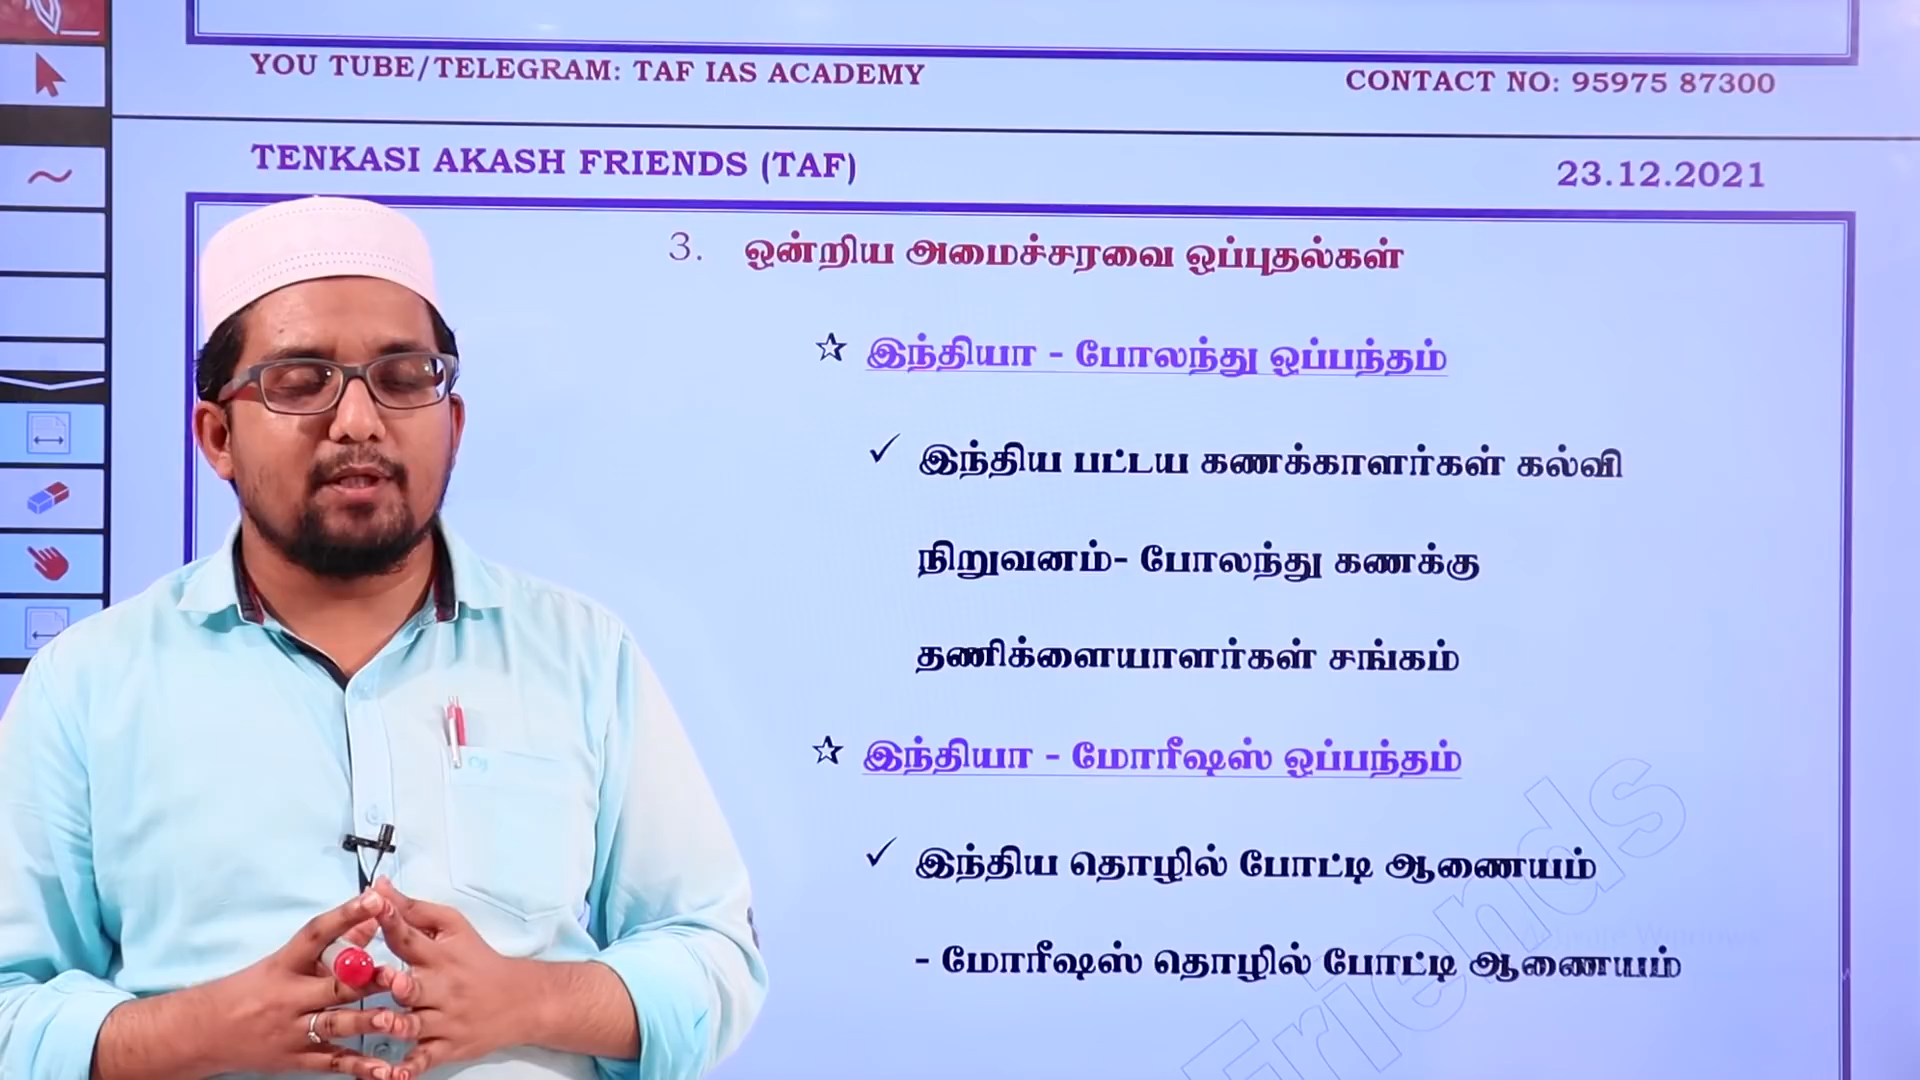 YOU TUBE/TELEGRAM: TAF IAS ACADEMY
CONTACT NO: 95975 87300
TENKASI AKASH FRIENDS (TAF)
23.12.2021
3. ஒன்றிய அமைச்சரவை ஒப்புதல்கள்
☆ இந்தியா - போலந்து ஒப்பந்தம்
✓ இந்திய பட்டய கணக்காளர்கள் கல்வி
நிறுவனம்- போலந்து கணக்கு
தணிக்ளையாளர்கள் சங்கம்
☆ இந்தியா - மோரீஷஸ் ஒப்பந்தம்
✓ இந்திய தொழில் போட்டி ஆணையம்
- மோரீஷஸ் தொழில் போட்டி ஆணையம்
Friends